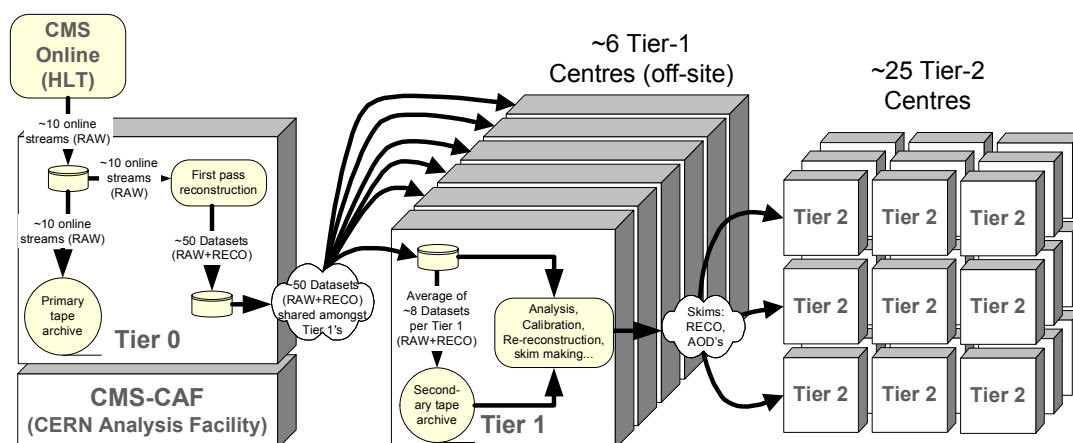 CMS
Online
(HLT)
~10 online
streams (RAW)
~10 online
streams
(RAW)
First pass
reconstruction
~10 online
streams (RAW)
~50 Datasets
(RAW+RECO)
Primary
tape
archive
Tier 0
CMS-CAF
(CERN Analysis Facility)
~50 Datasets
(RAW+RECO)
shared amongst
Tier 1's
~6 Tier-1
Centres (off-site)
Average of
~8 Datasets
per Tier 1
(RAW+RECO)
Analysis,
Calibration,
Re-reconstruction,
skim making...
Second-
ary tape
archive
Tier 1
Skims:
RECO,
AOD's
~25 Tier-2
Centres
Tier 2 Tier 2 Tier 2
Tier 2 Tier 2 Tier 2
Tier 2 Tier 2 Tier 2